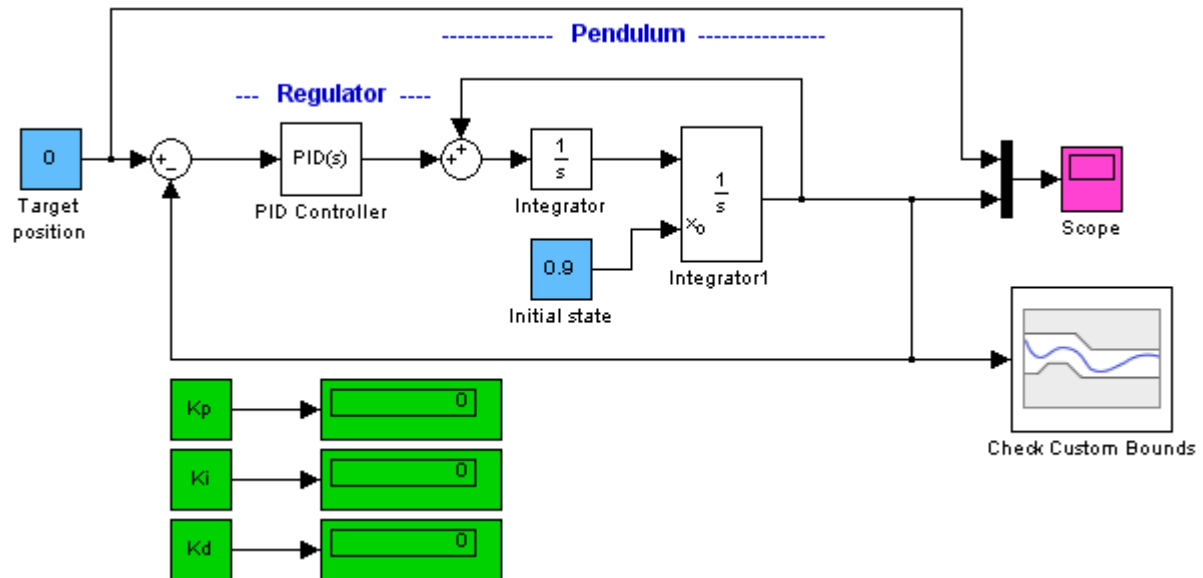 ------------- Pendulum ---------------
--- Regulator ----
0
Target
position
+
−
PID(s)
PID Controller
+
+
1
s
Integrator
1
s
x0
Integrator1
0.9
Initial state
Scope
Check Custom Bounds
Kp
0
Ki
0
Kd
0